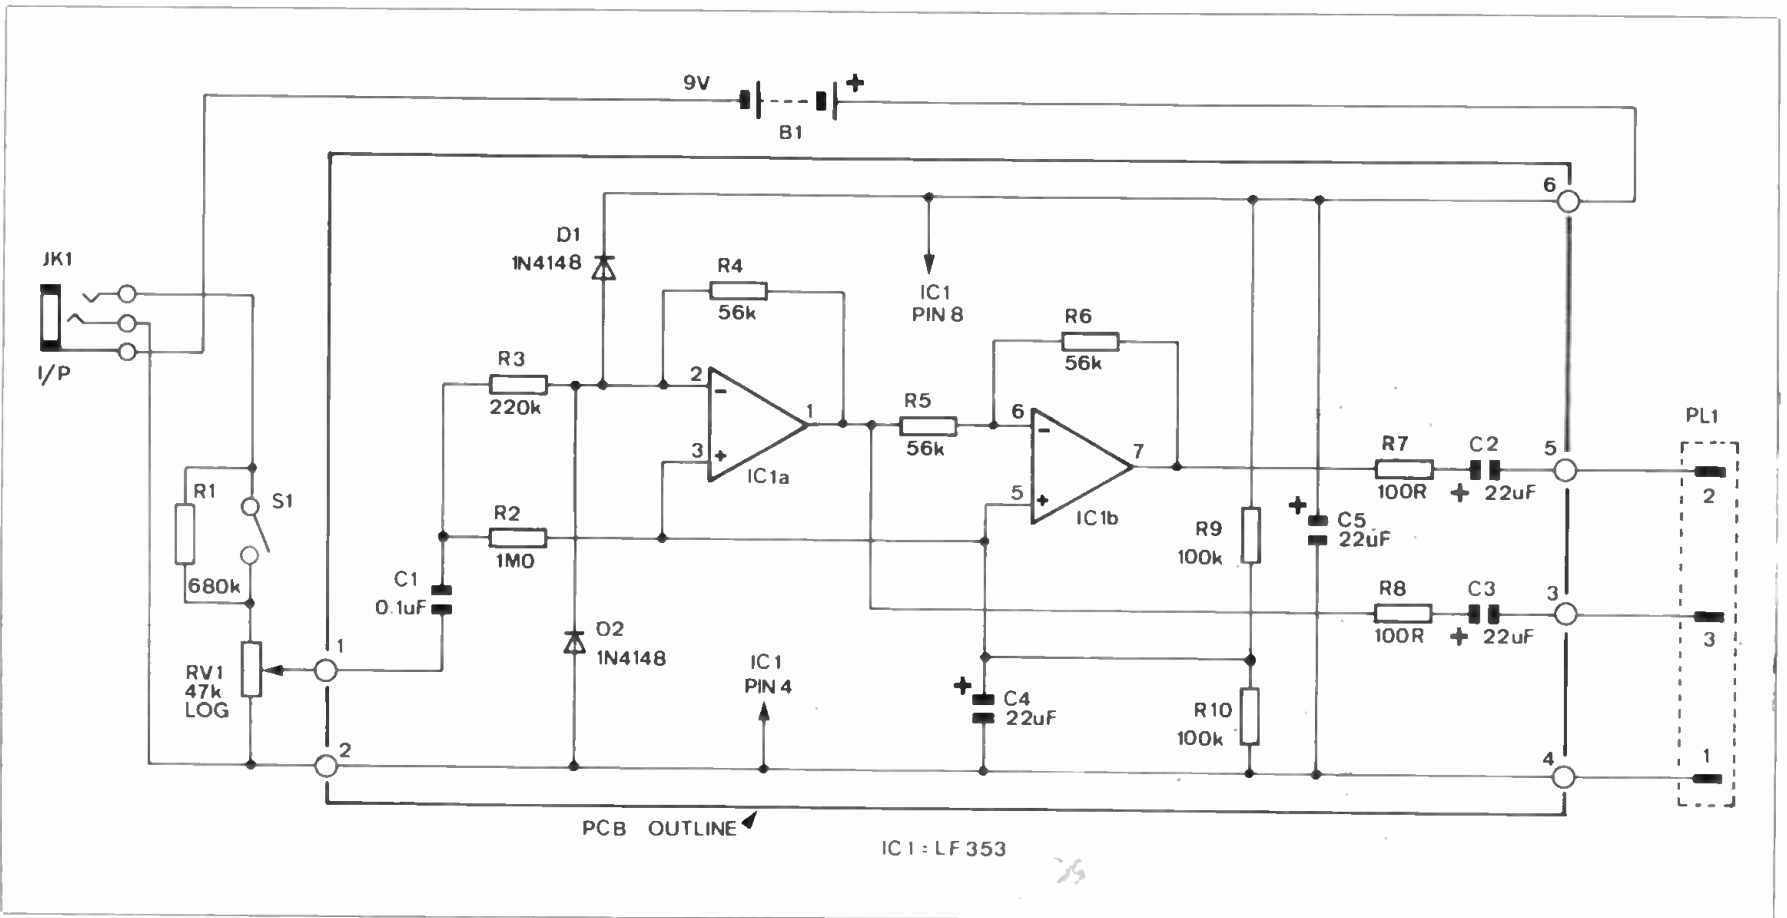 9V
+
B1
6
D1
1N4148
R4
56k
IC1
PIN 8
JK1
I/P
R3
220k
2
-
3
+
1
IC1a
R6
56k
R5
56k
6
-
5
+
7
IC1b
PL1
R7
100R
C2
+ 22uF
5
2
R1
680k
S1
R2
1M0
R9
100k
+
C5
22uF
C1
0.1uF
R8
100R
C3
+ 22uF
3
3
1
RV1
47k
LOG
D2
1N4148
IC1
PIN 4
+
C4
22uF
R10
100k
2
4
1
PCB OUTLINE
IC1 : LF353